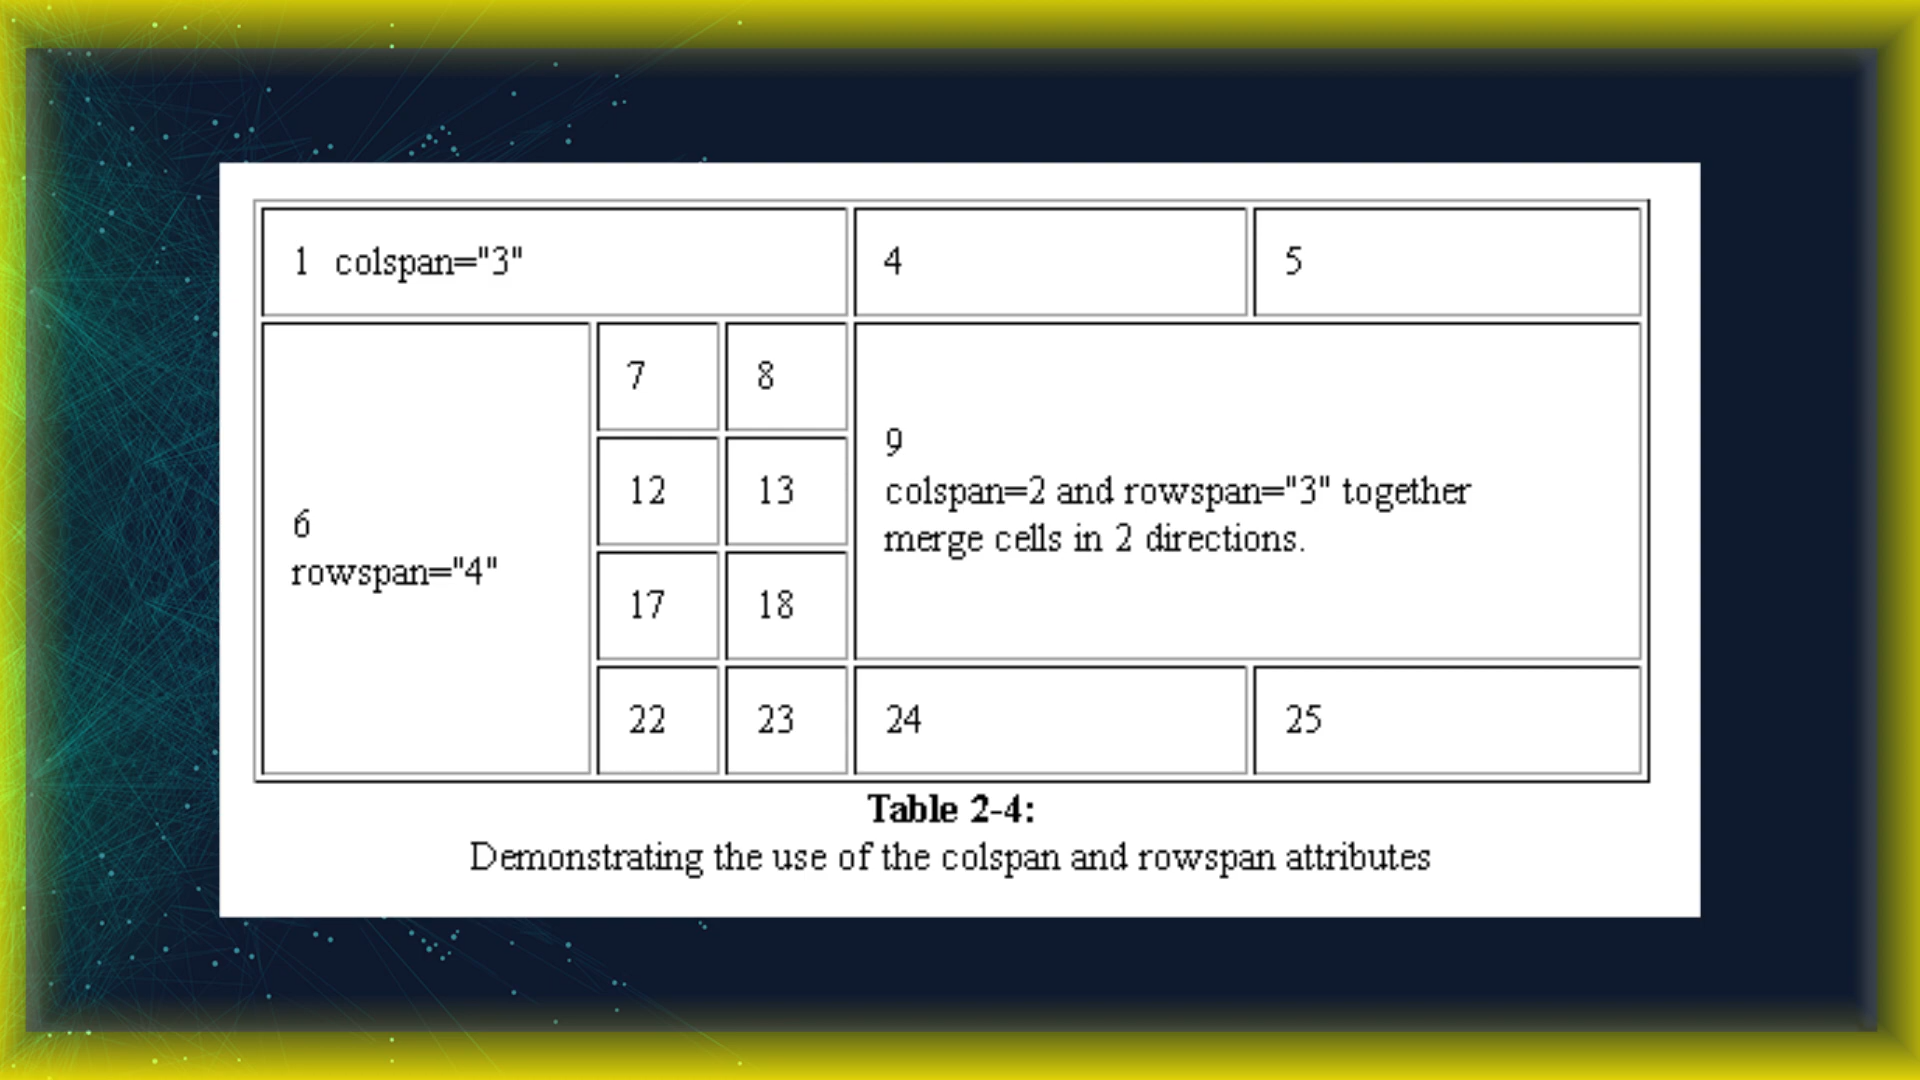 1 colspan="3"
4
5
6
rowspan="4"
7
8
9
colspan=2 and rowspan="3" together
merge cells in 2 directions.
12
13
17
18
22
23
24
25
Table 2-4:
Demonstrating the use of the colspan and rowspan attributes